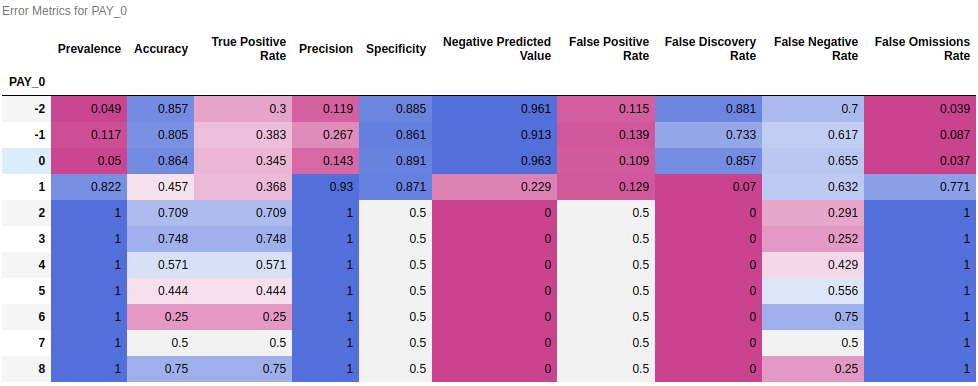 Error Metrics for PAY_0
Prevalence Accuracy True Positive Rate Precision Specificity Negative Predicted Value False Positive Rate False Discovery Rate False Negative Rate False Omissions Rate
PAY_0
-2 0.049 0.857 0.3 0.119 0.885 0.961 0.115 0.881 0.7 0.039
-1 0.117 0.805 0.383 0.267 0.861 0.913 0.139 0.733 0.617 0.087
0 0.05 0.864 0.345 0.143 0.891 0.963 0.109 0.857 0.655 0.037
1 0.822 0.457 0.368 0.93 0.871 0.229 0.129 0.07 0.632 0.771
2 1 0.709 0.709 1 0.5 0 0.5 0 0.291 1
3 1 0.748 0.748 1 0.5 0 0.5 0 0.252 1
4 1 0.571 0.571 1 0.5 0 0.5 0 0.429 1
5 1 0.444 0.444 1 0.5 0 0.5 0 0.556 1
6 1 0.25 0.25 1 0.5 0 0.5 0 0.75 1
7 1 0.5 0.5 1 0.5 0 0.5 0 0.5 1
8 1 0.75 0.75 1 0.5 0 0.5 0 0.25 1